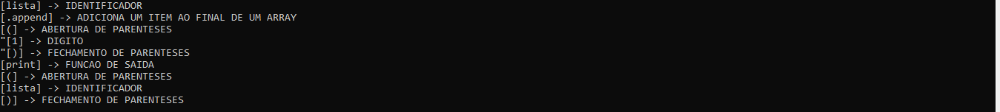 [lista] -> IDENTIFICADOR
[.append] -> ADICIONA UM ITEM AO FINAL DE UM ARRAY
[(] -> ABERTURA DE PARENTESES
"[1] -> DIGITO
"[)] -> FECHAMENTO DE PARENTESES
[print] -> FUNCAO DE SAIDA
[(] -> ABERTURA DE PARENTESES
[lista] -> IDENTIFICADOR
[)] -> FECHAMENTO DE PARENTESES